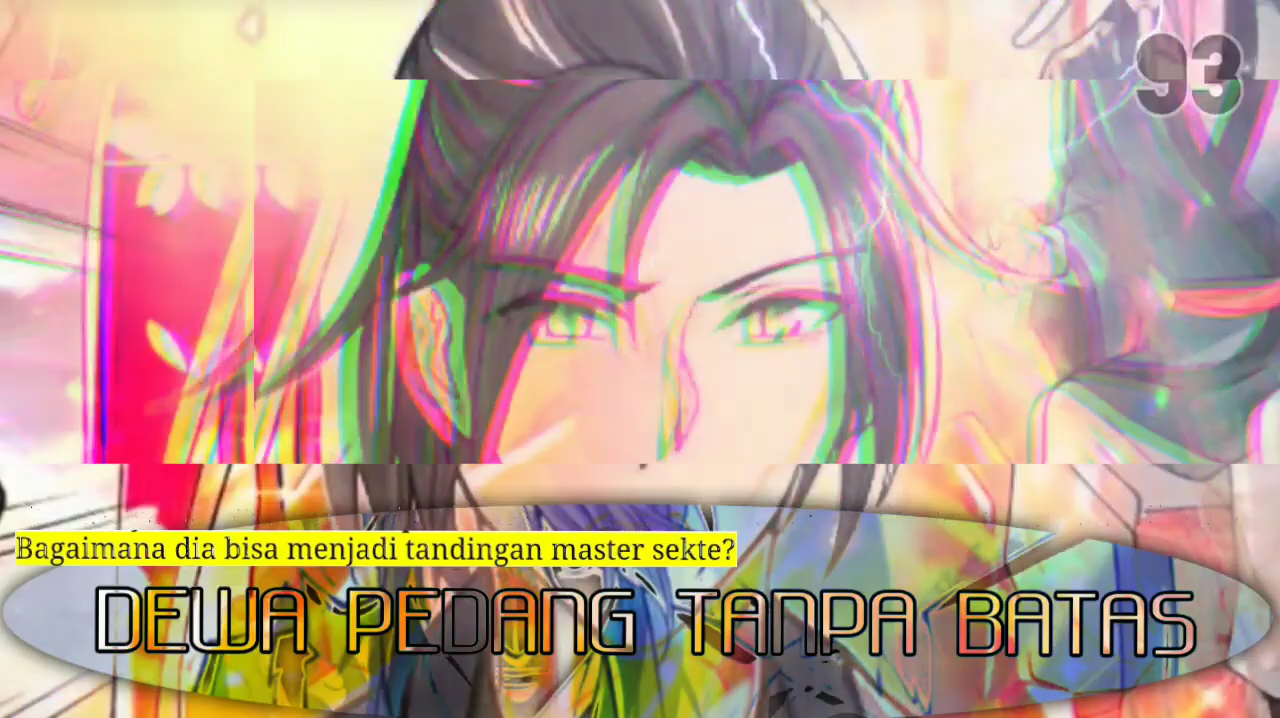 93
Bagaimana dia bisa menjadi tandingan master sekte?
DEWA PEDANG TANPA BATAS